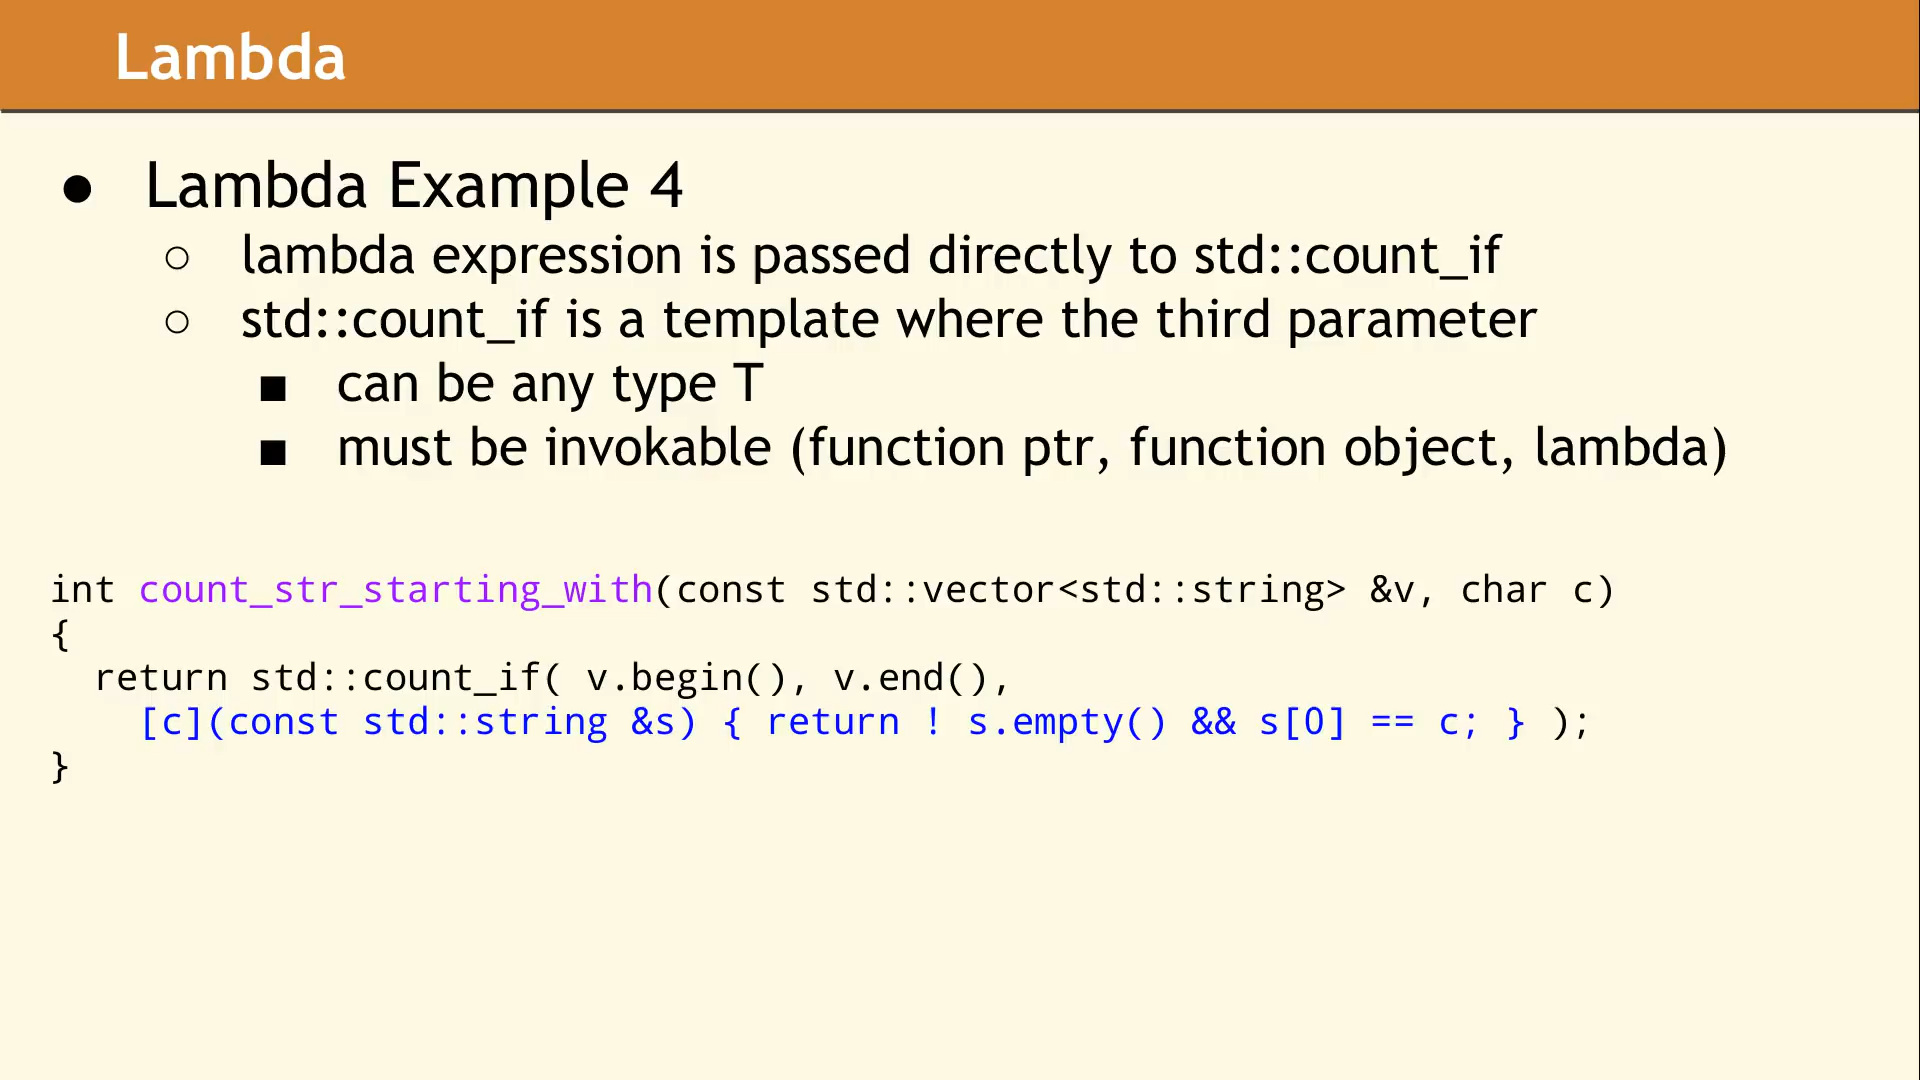 Lambda
● Lambda Example 4
○ lambda expression is passed directly to std::count_if
○ std::count_if is a template where the third parameter
■ can be any type T
■ must be invokable (function ptr, function object, lambda)
int count_str_starting_with(const std::vector<std::string> &v, char c)
{
  return std::count_if( v.begin(), v.end(),
    [c](const std::string &s) { return ! s.empty() && s[0] == c; } );
}